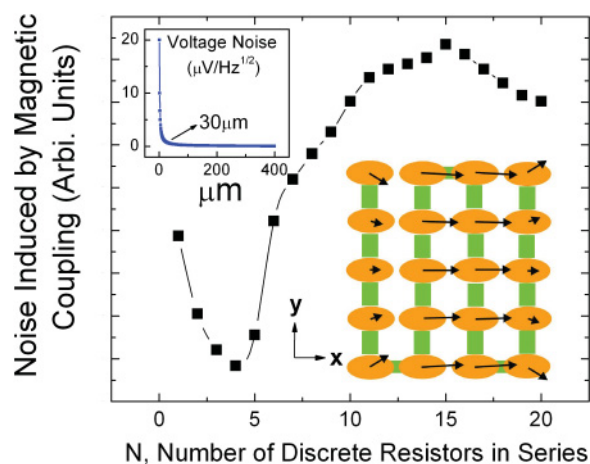 Noise Induced by Magnetic
Coupling (Arbi. Units)
Voltage Noise
(μV/Hz1/2)
20
10
0
30μm
0
200
400
μm
y
x
0
5
10
15
20
N, Number of Discrete Resistors in Series